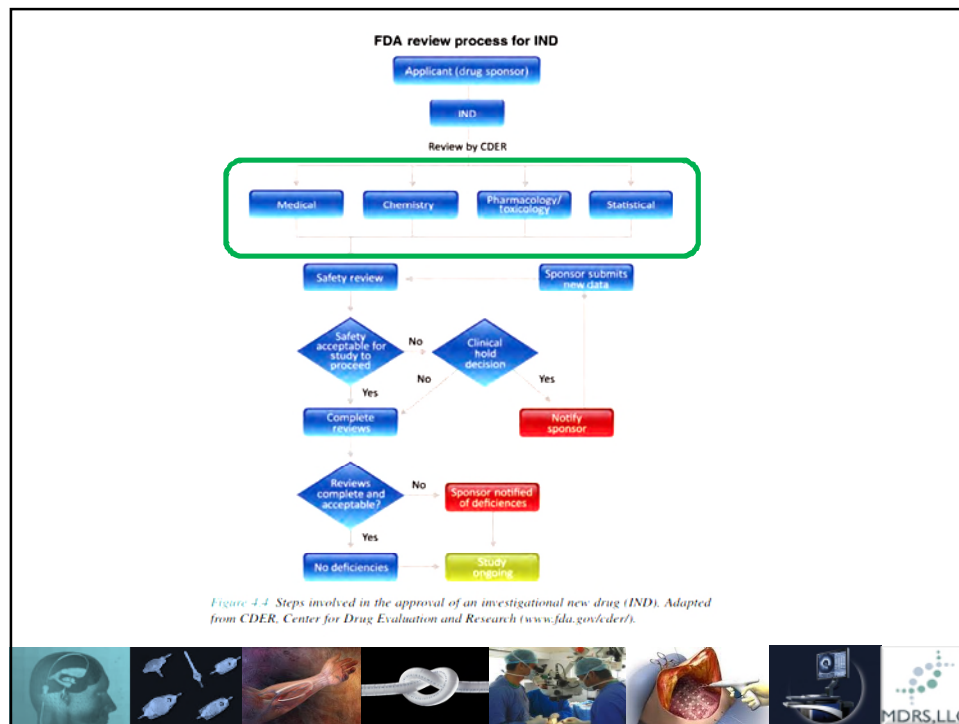 FDA review process for IND
Applicant (drug sponsor)
IND
Review by CDER
Medical
Chemistry
Pharmacology/
toxicology
Statistical
Safety review
Sponsor submits
new data
Safety
acceptable for
study to
proceed
No
Clinical
hold
decision
Yes
No
Yes
Complete
reviews
Notify
sponsor
Reviews
complete and
acceptable?
No
Sponsor notified
of deficiences
Yes
No deficiencies
Study
ongoing
Figure 4.4 Steps involved in the approval of an investigational new drug (IND). Adapted
from CDER, Center for Drug Evaluation and Research (www.fda.gov/cder/).
MDRS,LLC